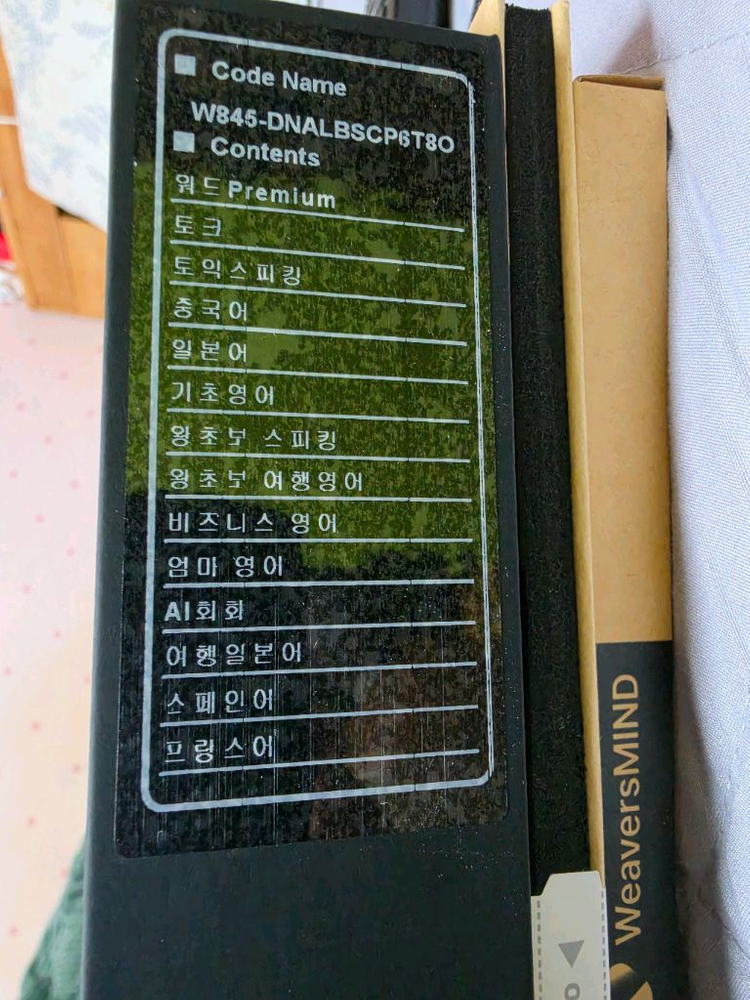 ■ Code Name
W845-DNALBSCP6T8O
■ Contents
워드Premium
토크
토익스피킹
중국어
일본어
기초영어
왕초보 스피킹
왕초보 여행영어
비즈니스 영어
엄마 영어
AI회화
여행일본어
스페인어
프랑스어
WeaversMIND